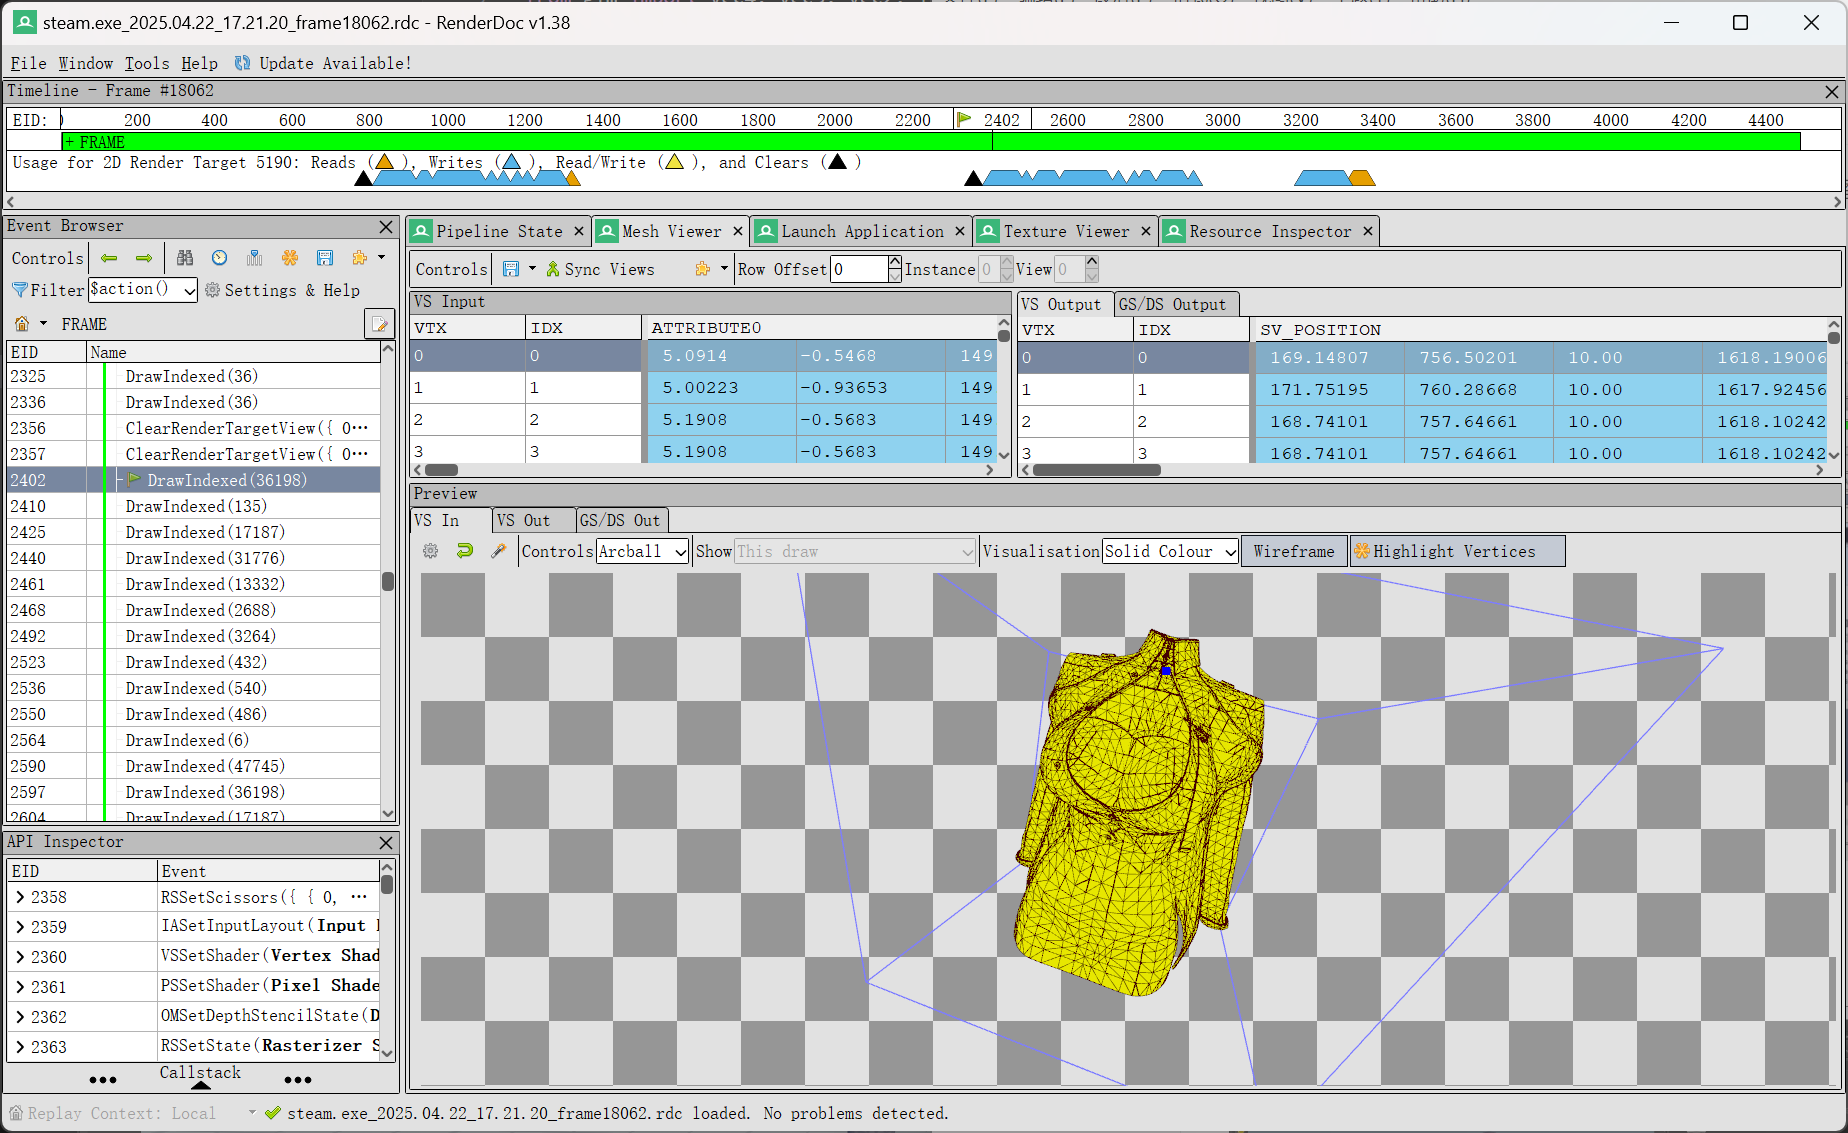 steam.exe_2025.04.22_17.21.20_frame18062.rdc - RenderDoc v1.38
File Window Tools Help Update Available!
Timeline - Frame #18062
EID: 200 400 600 800 1000 1200 1400 1600 1800 2000 2200 2402 2600 2800 3000 3200 3400 3600 3800 4000 4200 4400
+ FRAME
Usage for 2D Render Target 5190: Reads ( ), Writes ( ), Read/Write ( ), and Clears ( )
Event Browser
Controls
Filter $action() Settings & Help
FRAME
EID Name
2325 DrawIndexed(36)
2336 DrawIndexed(36)
2356 ClearRenderTargetView({ 0…
2357 ClearRenderTargetView({ 0…
2402 DrawIndexed(36198)
2410 DrawIndexed(135)
2425 DrawIndexed(17187)
2440 DrawIndexed(31776)
2461 DrawIndexed(13332)
2468 DrawIndexed(2688)
2492 DrawIndexed(3264)
2523 DrawIndexed(432)
2536 DrawIndexed(540)
2550 DrawIndexed(486)
2564 DrawIndexed(6)
2590 DrawIndexed(47745)
2597 DrawIndexed(36198)
2604 DrawIndexed(17187)
API Inspector
EID Event
2358 RSSetScissors({ { 0, …
2359 IASetInputLayout(Input
2360 VSSetShader(Vertex Shad
2361 PSSetShader(Pixel Shade
2362 OMSetDepthStencilState(D
2363 RSSetState(Rasterizer S
Callstack
Pipeline State Mesh Viewer Launch Application Texture Viewer Resource Inspector
Controls Sync Views Row Offset 0 Instance 0 View 0
VS Input
VTX IDX ATTRIBUTE0
0 0 5.0914 -0.5468 149
1 1 5.00223 -0.93653 149
2 2 5.1908 -0.5683 149
3 3 5.1908 -0.5683 149
VS Output GS/DS Output
VTX IDX SV_POSITION
0 0 169.14807 756.50201 10.00 1618.19006
1 1 171.75195 760.28668 10.00 1617.92456
2 2 168.74101 757.64661 10.00 1618.10242
3 3 168.74101 757.64661 10.00 1618.10242
Preview
VS In VS Out GS/DS Out
Controls Arcball Show This draw Visualisation Solid Colour Wireframe Highlight Vertices
Replay Context: Local steam.exe_2025.04.22_17.21.20_frame18062.rdc loaded. No problems detected.